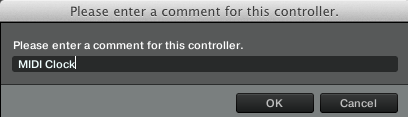 Please enter a comment for this controller.
Please enter a comment for this controller.
MIDI Clock
OK
Cancel